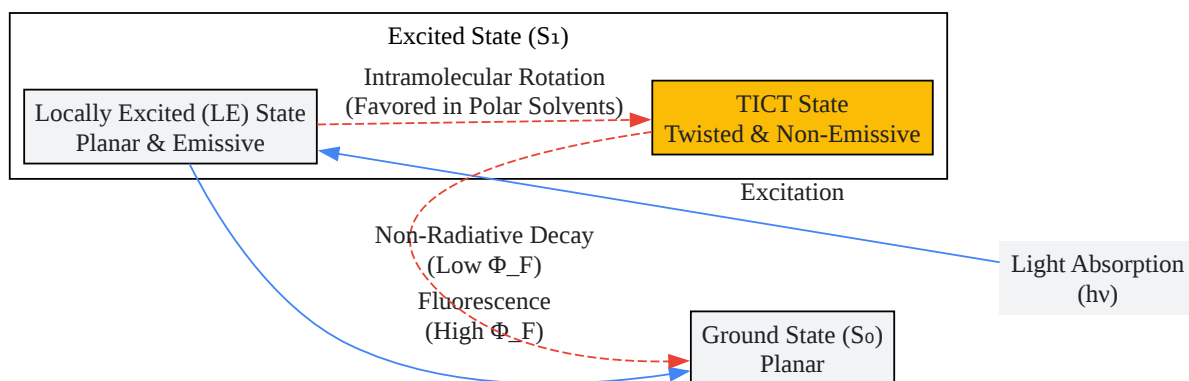 Excited State (S₁)
Intramolecular Rotation
(Favored in Polar Solvents)
Locally Excited (LE) State
Planar & Emissive
TICT State
Twisted & Non-Emissive
Excitation
Non-Radiative Decay
(Low Φ_F)
Light Absorption
(hν)
Fluorescence
(High Φ_F)
Ground State (S₀)
Planar